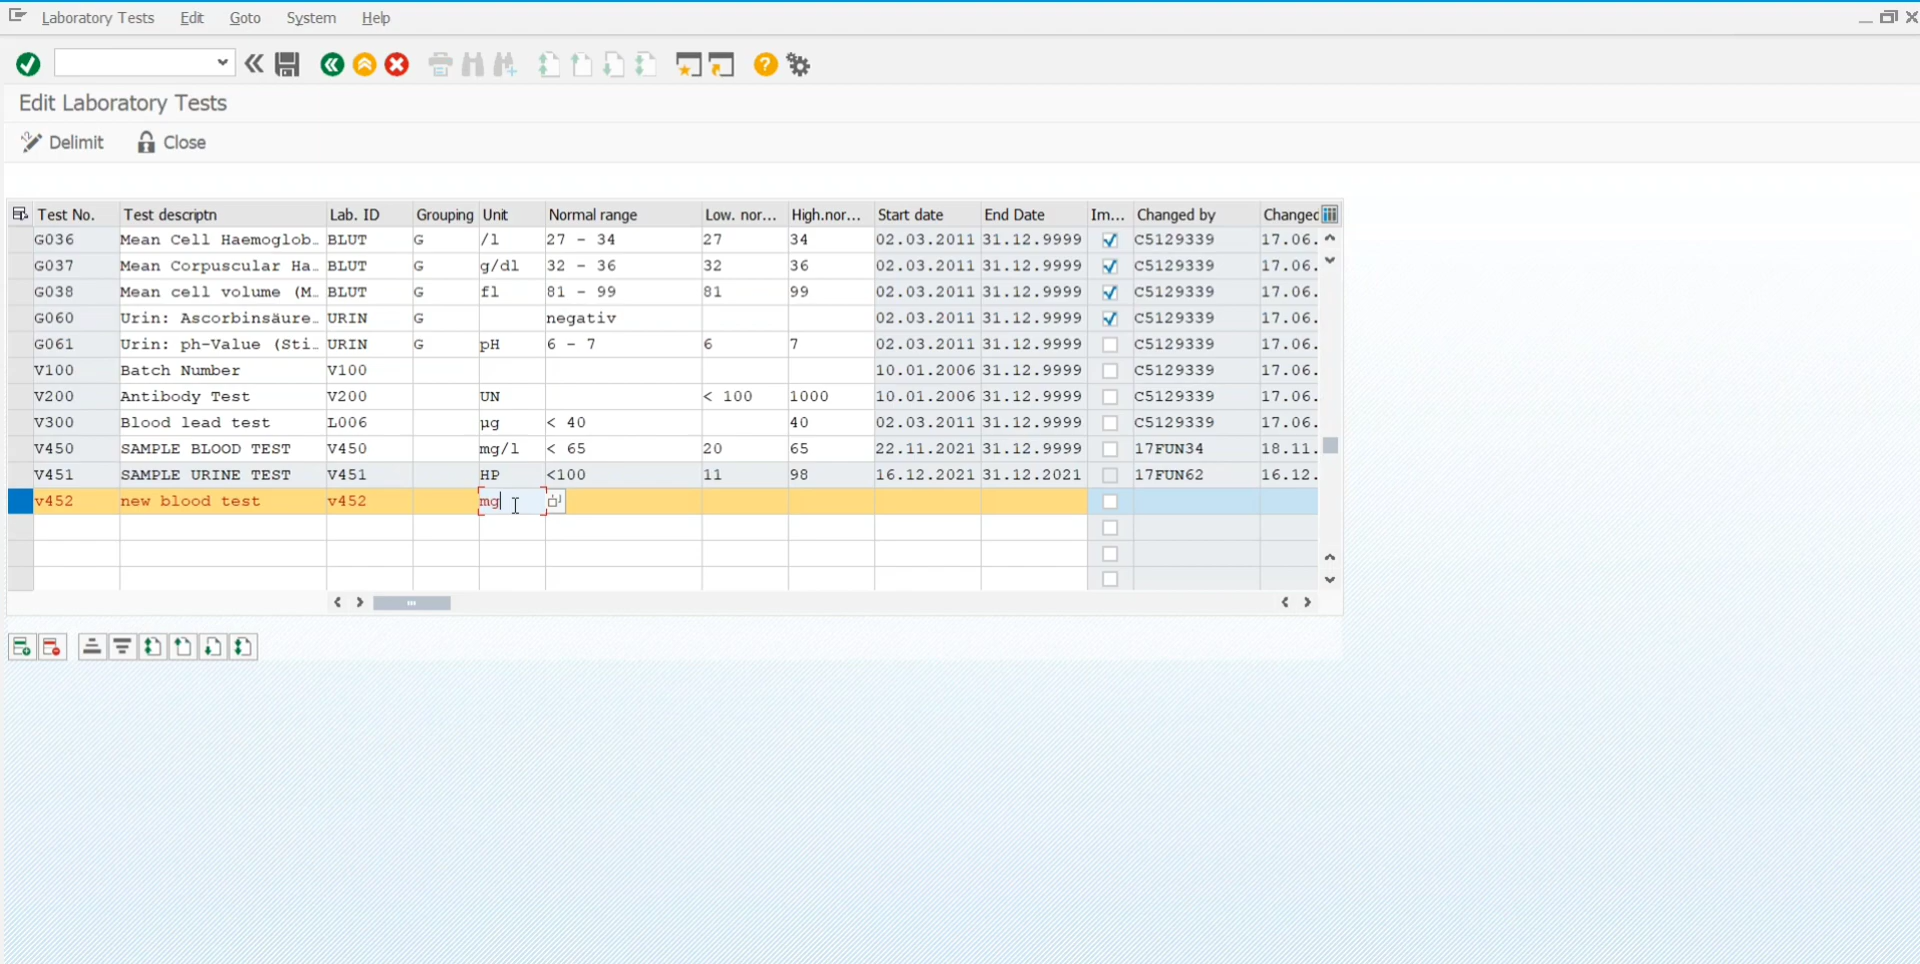 Laboratory Tests Edit Goto System Help
Edit Laboratory Tests
Delimit Close
Test No. Test descriptn Lab. ID Grouping Unit Normal range Low. nor... High.nor... Start date End Date Im... Changed by Changed
G036 Mean Cell Haemoglob… BLUT G /l 27 - 34 27 34 02.03.2011 31.12.9999 C5129339 17.06.
G037 Mean Corpuscular Ha… BLUT G g/dl 32 - 36 32 36 02.03.2011 31.12.9999 C5129339 17.06.
G038 Mean cell volume (M… BLUT G fl 81 - 99 81 99 02.03.2011 31.12.9999 C5129339 17.06.
G060 Urin: Ascorbinsäure… URIN G negativ 02.03.2011 31.12.9999 C5129339 17.06.
G061 Urin: ph-Value (Sti… URIN G pH 6 - 7 6 7 02.03.2011 31.12.9999 C5129339 17.06.
V100 Batch Number V100 10.01.2006 31.12.9999 C5129339 17.06.
V200 Antibody Test V200 UN < 100 1000 10.01.2006 31.12.9999 C5129339 17.06.
V300 Blood lead test L006 µg < 40 40 02.03.2011 31.12.9999 C5129339 17.06.
V450 SAMPLE BLOOD TEST V450 mg/l < 65 20 65 22.11.2021 31.12.9999 17FUN34 18.11.
V451 SAMPLE URINE TEST V451 HP <100 11 98 16.12.2021 31.12.2021 17FUN62 16.12.
v452 new blood test v452 mg